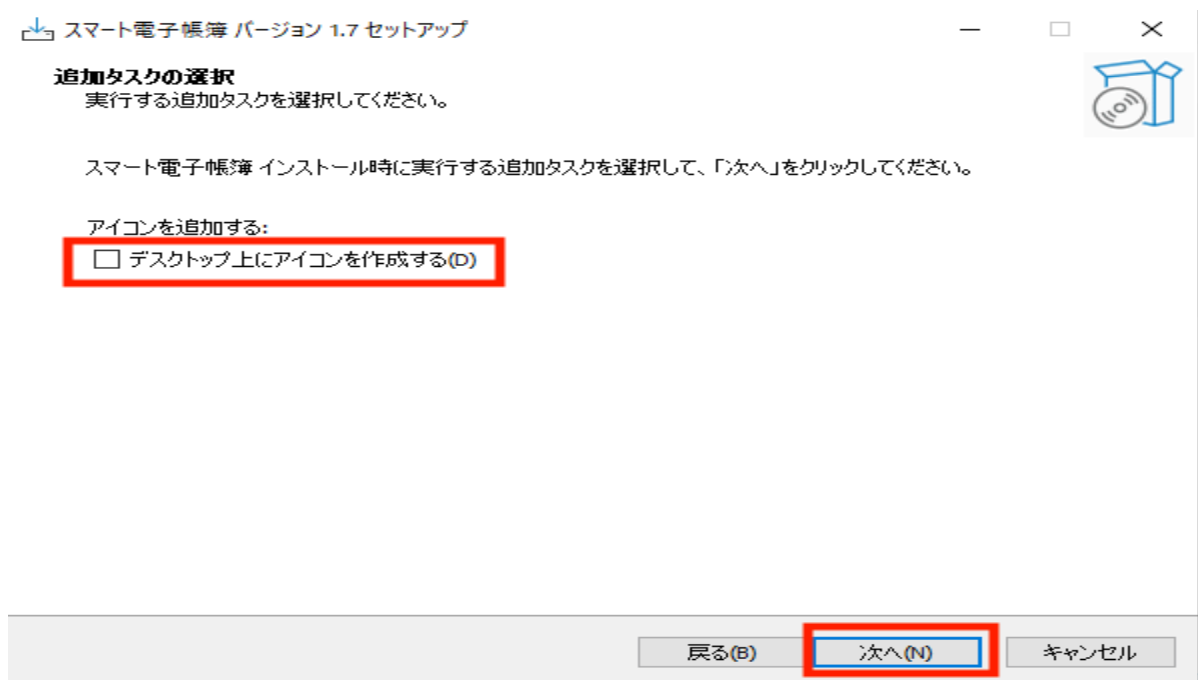 スマート電子帳簿 バージョン 1.7 セットアップ
追加タスクの選択
実行する追加タスクを選択してください。
スマート電子帳簿 インストール時に実行する追加タスクを選択して、「次へ」をクリックしてください。
アイコンを追加する:
デスクトップ上にアイコンを作成する(D)
戻る(B)
次へ(N)
キャンセル